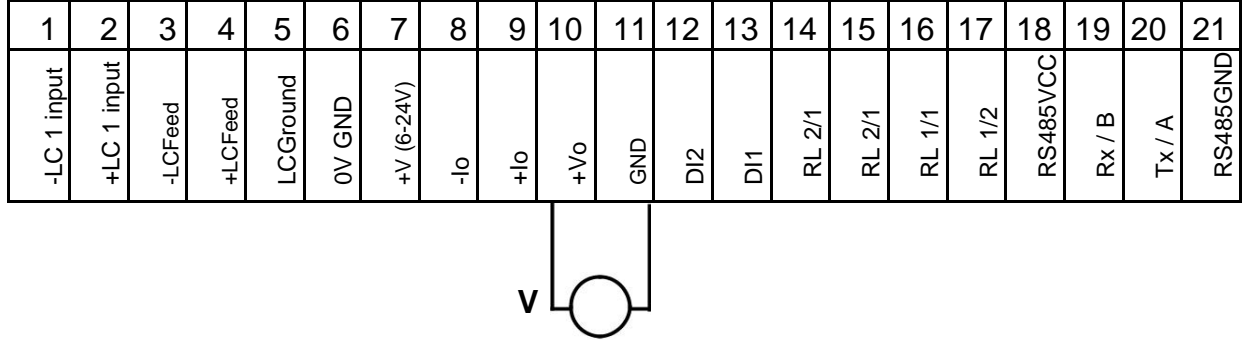 1 2 3 4 5 6 7 8 9 10 11 12 13 14 15 16 17 18 19 20 21
-LC 1 input
+LC 1 input
-LCFeed
+LCFeed
LCGround
0V GND
+V (6-24V)
-Io
+Io
+Vo
GND
DI2
DI1
RL 2/1
RL 2/1
RL 1/1
RL 1/2
RS485VCC
Rx / B
Tx / A
RS485GND
V